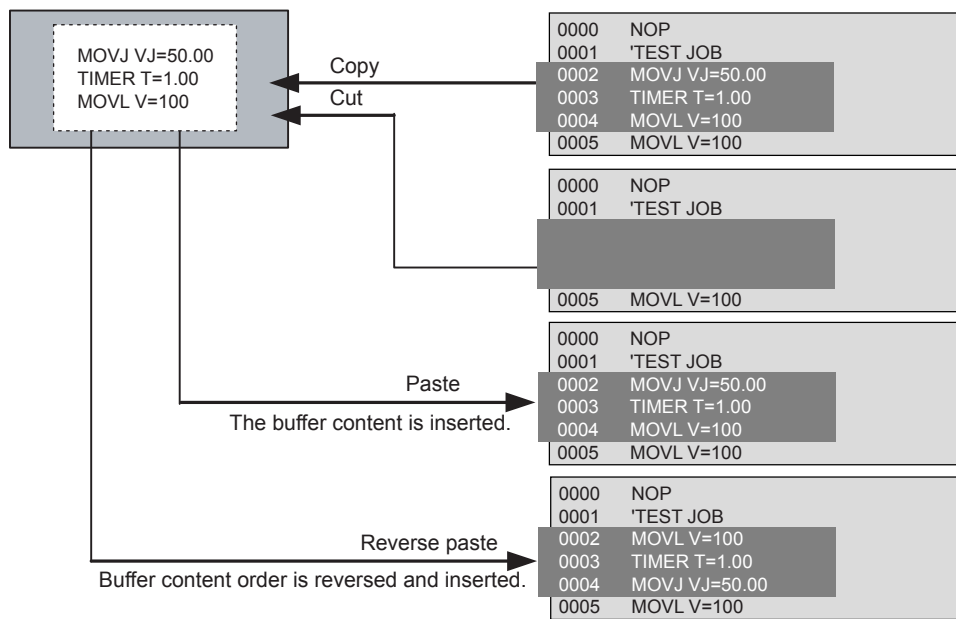 MOVJ VJ=50.00
TIMER T=1.00
MOVL V=100
Copy
Cut
0000 NOP
0001 'TEST JOB
0002 MOVJ VJ=50.00
0003 TIMER T=1.00
0004 MOVL V=100
0005 MOVL V=100
0000 NOP
0001 'TEST JOB
0005 MOVL V=100
Paste
The buffer content is inserted.
0000 NOP
0001 'TEST JOB
0002 MOVJ VJ=50.00
0003 TIMER T=1.00
0004 MOVL V=100
0005 MOVL V=100
Reverse paste
Buffer content order is reversed and inserted.
0000 NOP
0001 'TEST JOB
0002 MOVL V=100
0003 TIMER T=1.00
0004 MOVJ VJ=50.00
0005 MOVL V=100